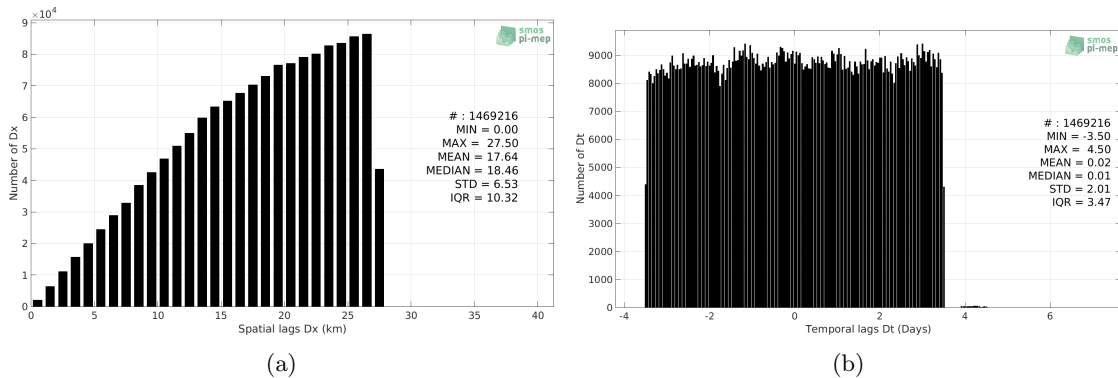 ×10⁴
9
8
7
6
5
4
3
2
1
0
Number of Dx
0 5 10 15 20 25 30 35 40
Spatial lags Dx (km)
smos
pi-mep
# : 1469216
MIN = 0.00
MAX = 27.50
MEAN = 17.64
MEDIAN = 18.46
STD = 6.53
IQR = 10.32
(a)
9000
8000
7000
6000
5000
4000
3000
2000
1000
0
Number of Dt
-4 -2 0 2 4 6
Temporal lags Dt (Days)
smos
pi-mep
# : 1469216
MIN = -3.50
MAX = 4.50
MEAN = 0.02
MEDIAN = 0.01
STD = 2.01
IQR = 3.47
(b)